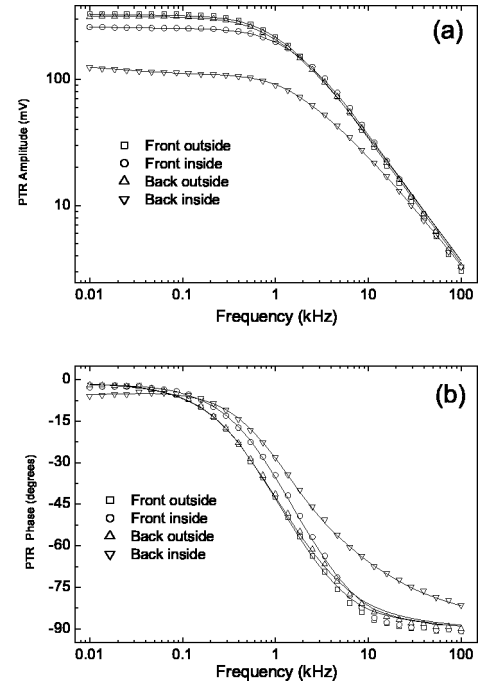 (a)
100
10
PTR Amplitude (mV)
Front outside
Front inside
Back outside
Back inside
0.01 0.1 1 10 100
Frequency (kHz)
(b)
0
-15
-30
-45
-60
-75
-90
PTR Phase (degrees)
Front outside
Front inside
Back outside
Back inside
0.01 0.1 1 10 100
Frequency (kHz)